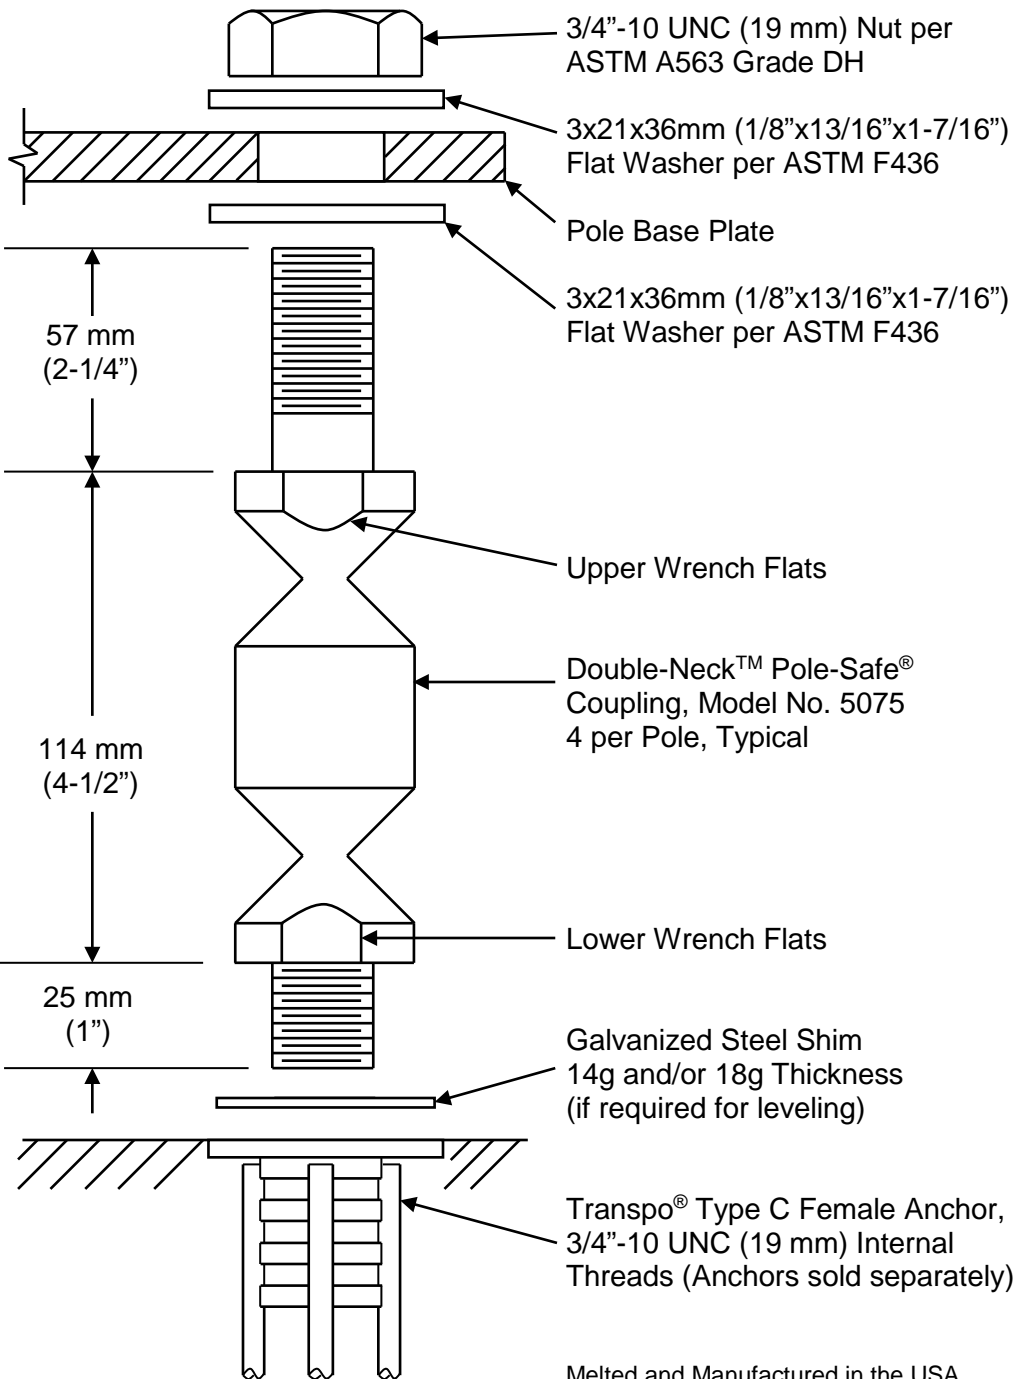 3/4”-10 UNC (19 mm) Nut per
ASTM A563 Grade DH
3x21x36mm (1/8”x13/16”x1-7/16”)
Flat Washer per ASTM F436
Pole Base Plate
3x21x36mm (1/8”x13/16”x1-7/16”)
Flat Washer per ASTM F436
57 mm
(2-1/4”)
Upper Wrench Flats
Double-Neck™ Pole-Safe®
Coupling, Model No. 5075
4 per Pole, Typical
114 mm
(4-1/2”)
Lower Wrench Flats
25 mm
(1”)
Galvanized Steel Shim
14g and/or 18g Thickness
(if required for leveling)
Transpo® Type C Female Anchor,
3/4”-10 UNC (19 mm) Internal
Threads (Anchors sold separately)
Melted and Manufactured in the USA